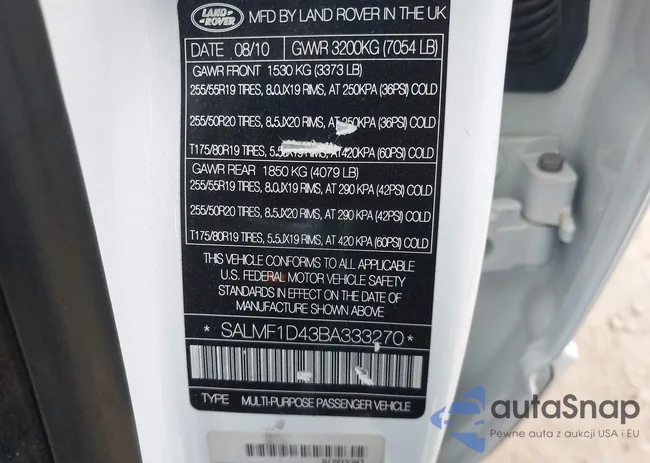 LAND ROVER
MFD BY LAND ROVER IN THE UK
DATE 08/10 GVWR 3200KG (7054 LB)
GAWR FRONT 1530 KG (3373 LB)
255/55R19 TIRES, 8.0JX19 RIMS, AT 250KPA (36PSI) COLD
255/50R20 TIRES, 8.5JX20 RIMS, AT 250KPA (36PSI) COLD
T175/80R19 TIRES, 5.5JX19 RIMS, AT 420KPA (60PSI) COLD
GAWR REAR 1850 KG (4079 LB)
255/55R19 TIRES, 8.0JX19 RIMS, AT 290 KPA (42PSI) COLD
255/50R20 TIRES, 8.5JX20 RIMS, AT 290 KPA (42PSI) COLD
T175/80R19 TIRES, 5.5JX19 RIMS, AT 420 KPA (60PSI) COLD
THIS VEHICLE CONFORMS TO ALL APPLICABLE
U.S. FEDERAL MOTOR VEHICLE SAFETY
STANDARDS IN EFFECT ON THE DATE OF
MANUFACTURE SHOWN ABOVE.
* SALMF1D43BA333270 *
TYPE MULTI-PURPOSE PASSENGER VEHICLE
autaSnap
Pewne auta z aukcji USA i EU